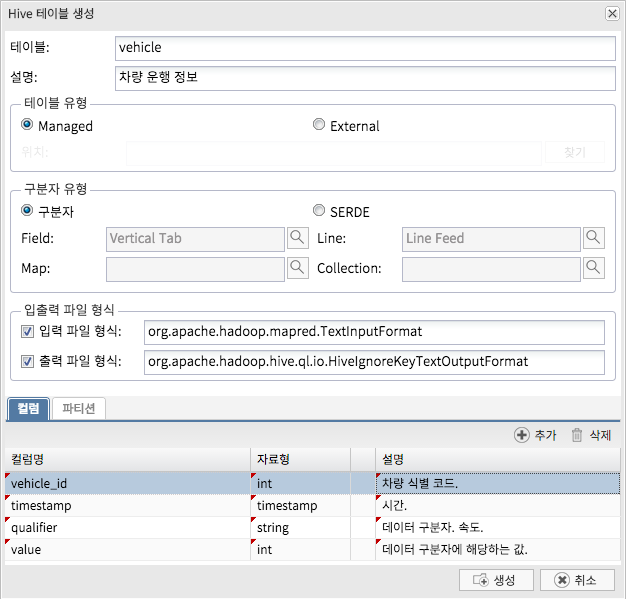 Hive 테이블 생성
테이블: vehicle
설명: 차량 운행 정보
테이블 유형
Managed External
위치: 찾기
구분자 유형
구분자 SERDE
Field: Vertical Tab Line: Line Feed
Map: Collection:
입출력 파일 형식
입력 파일 형식: org.apache.hadoop.mapred.TextInputFormat
출력 파일 형식: org.apache.hadoop.hive.ql.io.HiveIgnoreKeyTextOutputFormat
컬럼 파티션
추가 삭제
컬럼명 자료형 설명
vehicle_id int 차량 식별 코드.
timestamp timestamp 시간.
qualifier string 데이터 구분자. 속도.
value int 데이터 구분자에 해당하는 값.
생성 취소